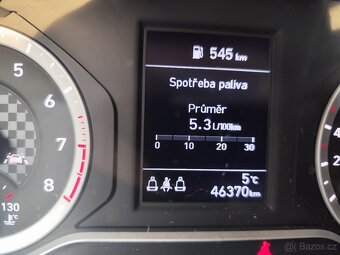 545 km
Spotřeba paliva
Průměr
5.3 L/100km
0 10 20 30
5°C
46370 km
5
6
7
8
130
°C
bazos.cz